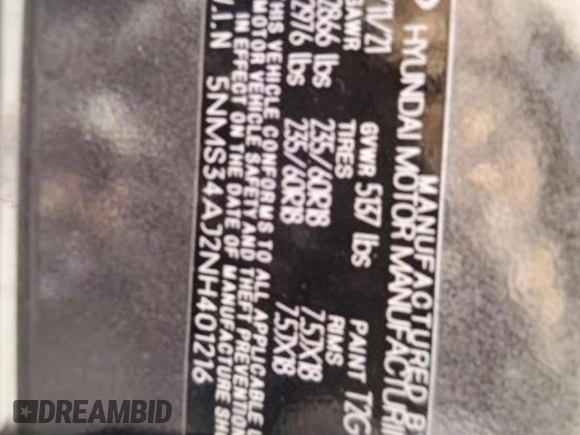 MANUFACTURED B
HYUNDAI MOTOR MANUFACTURIN
/11/21 GVWR 5137 lbs PAINT T2G
GAWR TIRES RIMS
2866 lbs 235/60R18 7.5JX18
2976 lbs 235/60R18 7.5JX18
THIS VEHICLE CONFORMS TO ALL APPLICABLE
MOTOR VEHICLE SAFETY AND THEFT PREVENTION
IN EFFECT ON THE DATE OF MANUFACTURE SH
V.I.N 5NMS34AJ2NH401216
DREAMBID